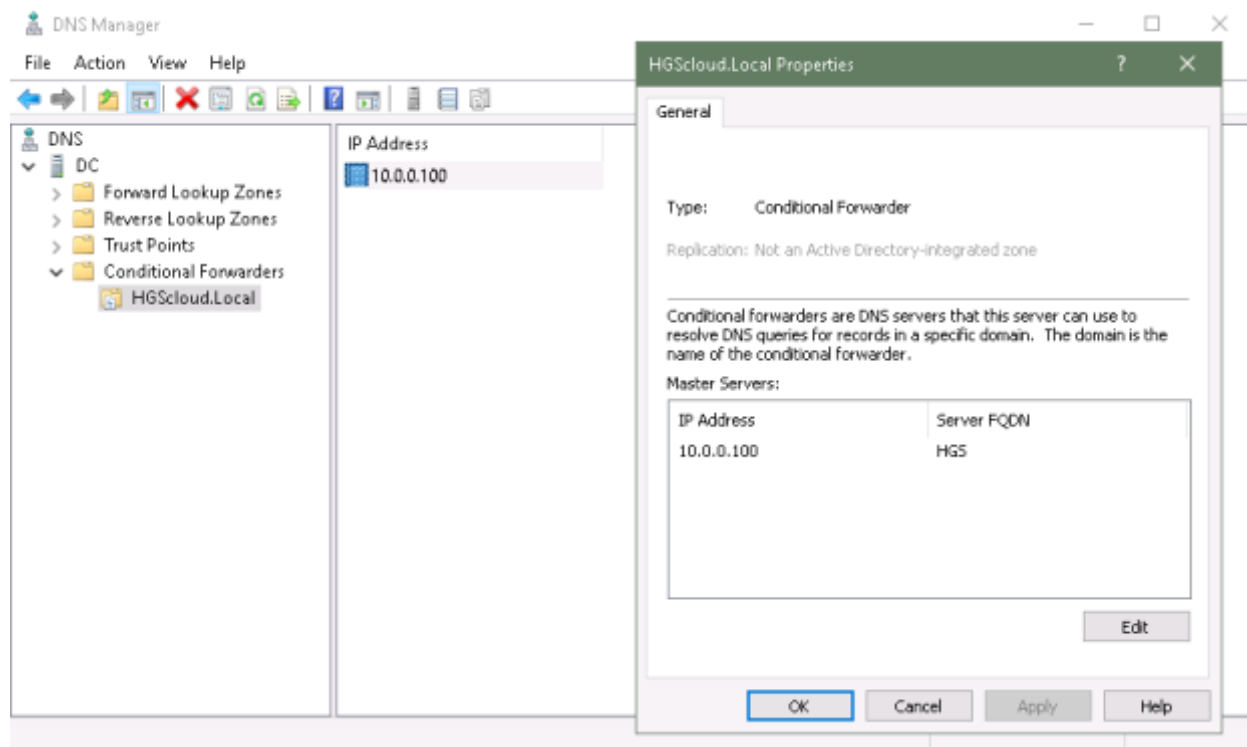 DNS Manager
File Action View Help
DNS
DC
Forward Lookup Zones
Reverse Lookup Zones
Trust Points
Conditional Forwarders
HGScloud.Local
IP Address
10.0.0.100
HGScloud.Local Properties
General
Type: Conditional Forwarder
Replication: Not an Active Directory-integrated zone
Conditional forwarders are DNS servers that this server can use to
resolve DNS queries for records in a specific domain. The domain is the
name of the conditional forwarder.
Master Servers:
IP Address Server FQDN
10.0.0.100 HGS
Edit
OK Cancel Apply Help